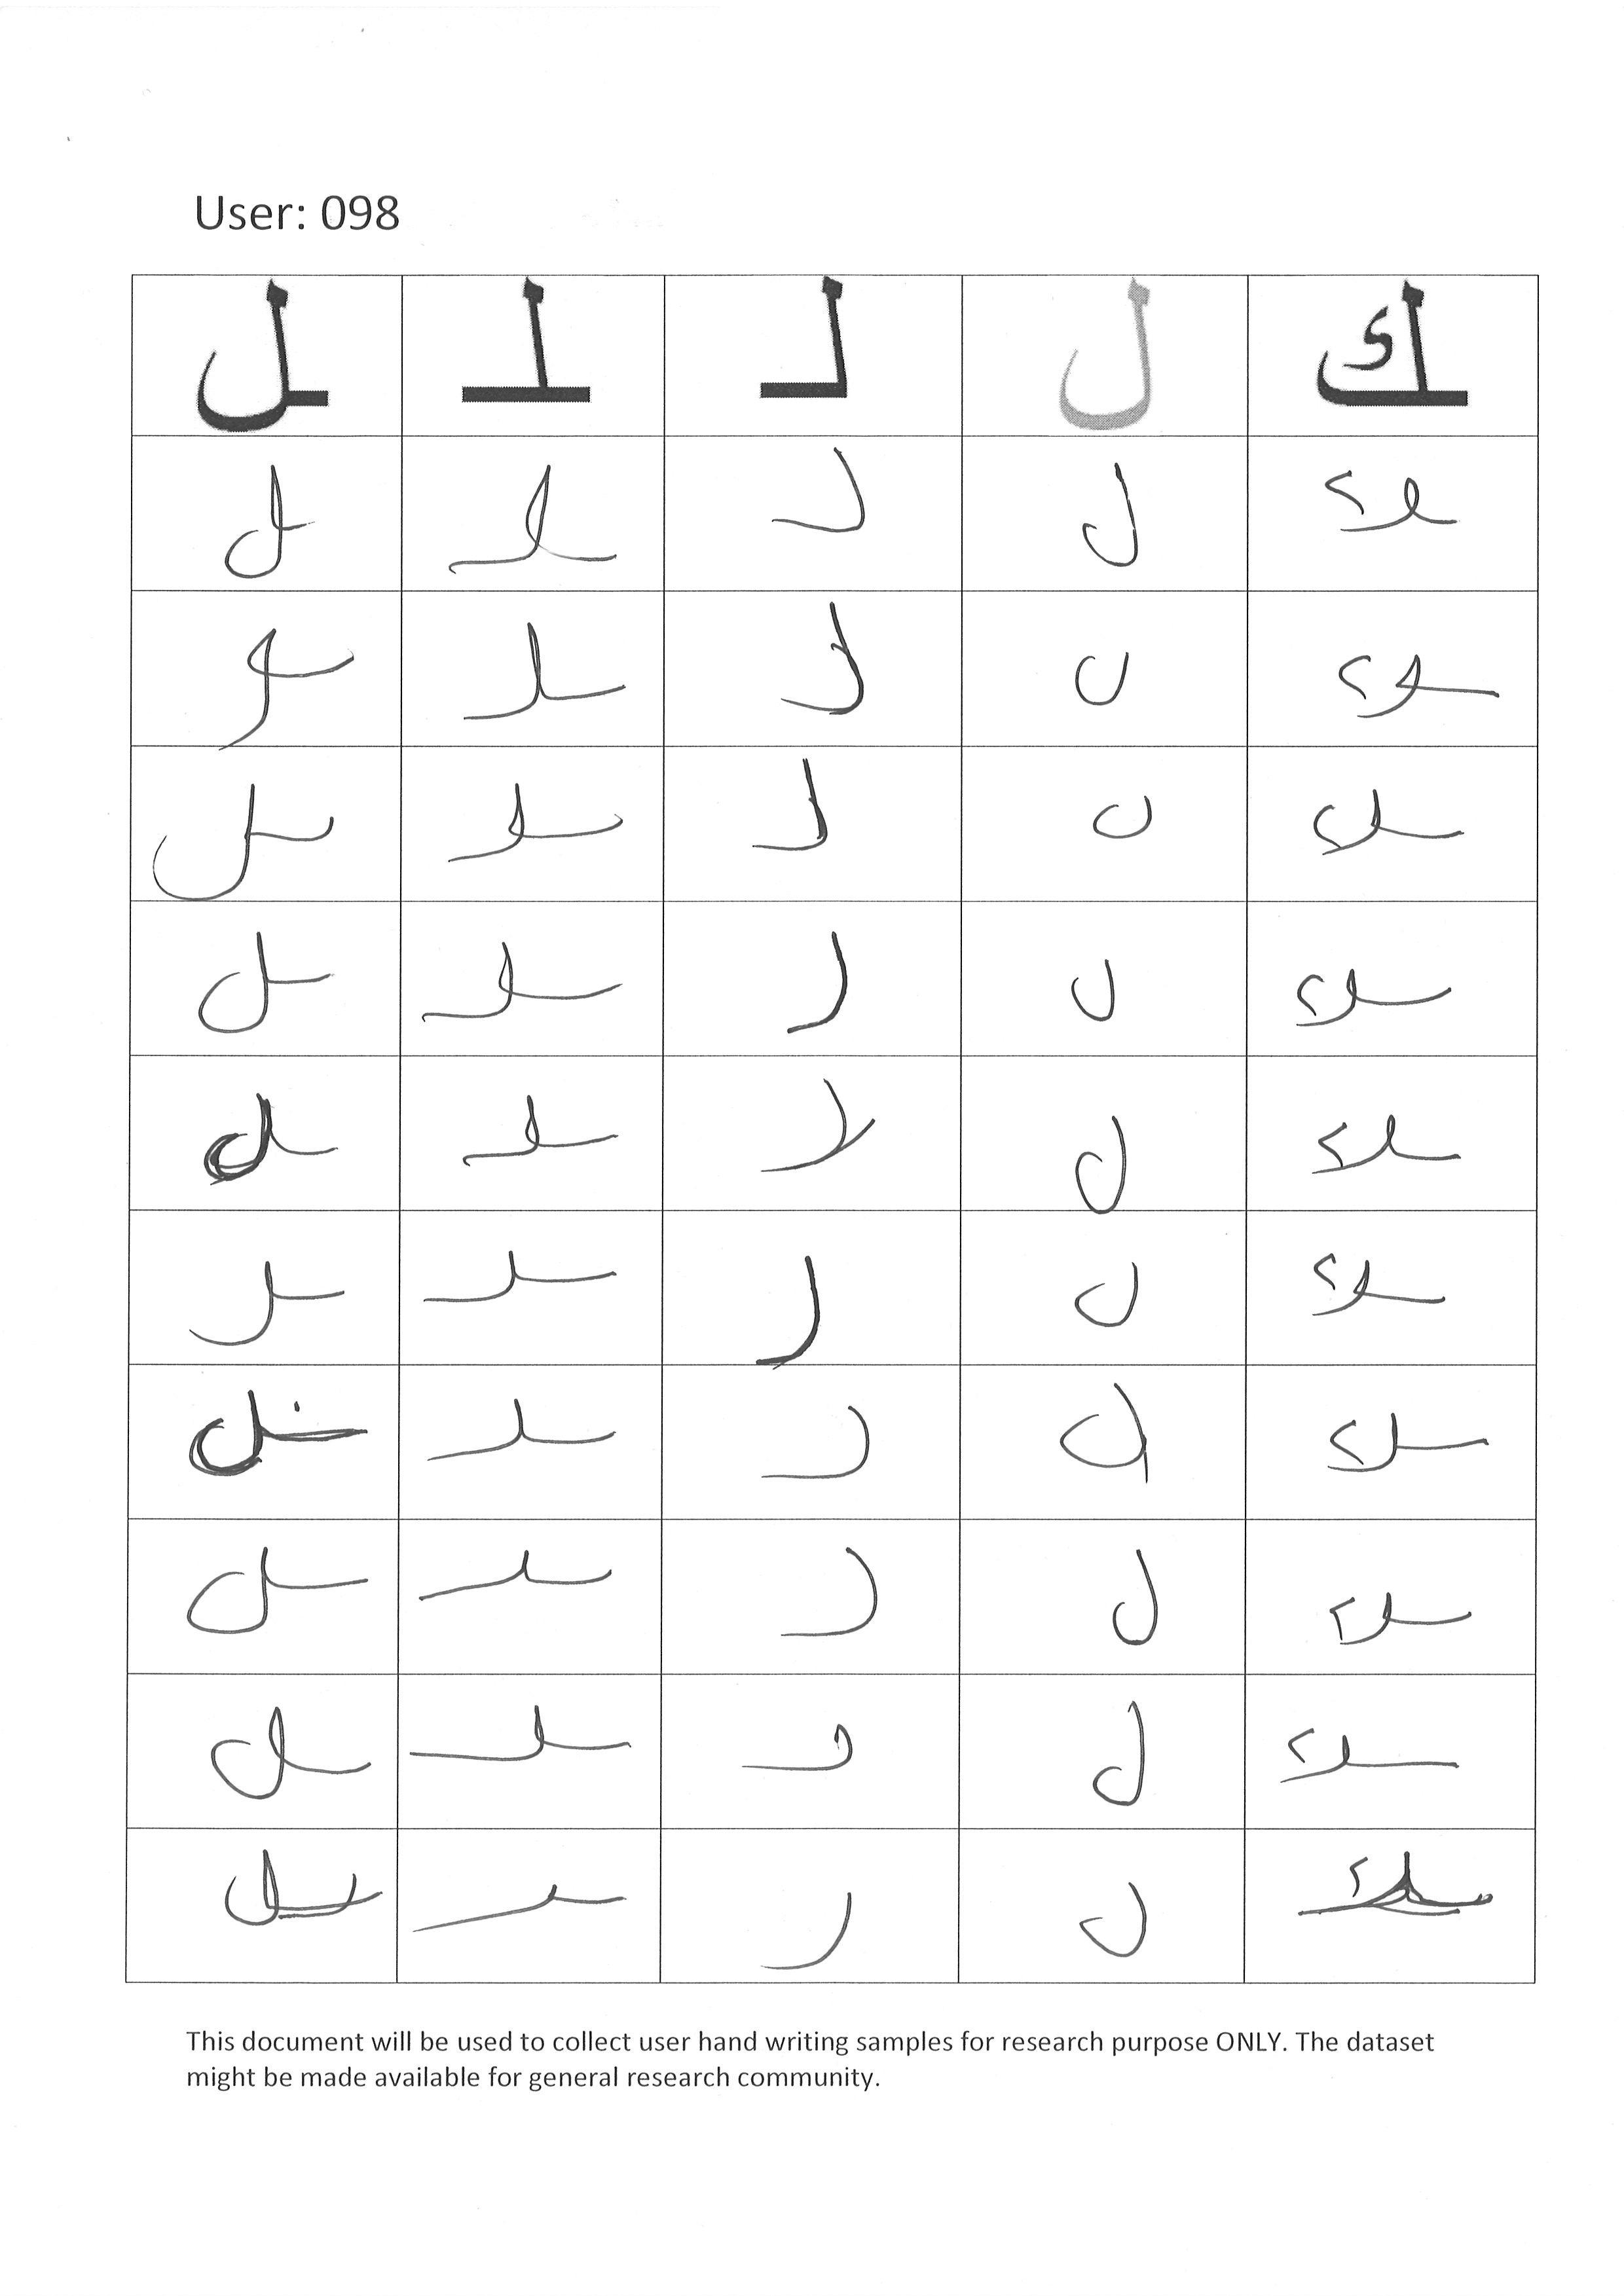 User: 098
ك ل لـ ـلـ ـل
ـك ل لـ ـلـ ـل
ـك ل لـ ـلـ ـل
ـك ل لـ ـلـ ـل
ـك ل لـ ـلـ ـل
ـك ل لـ ـلـ ـل
ـك ل لـ ـلـ ـل
ـك ل لـ ـلـ ـل
ـك ل لـ ـلـ ـل
ـك ل لـ ـلـ ـل
ـك ل لـ ـلـ ـل
This document will be used to collect user hand writing samples for research purpose ONLY. The dataset
might be made available for general research community.